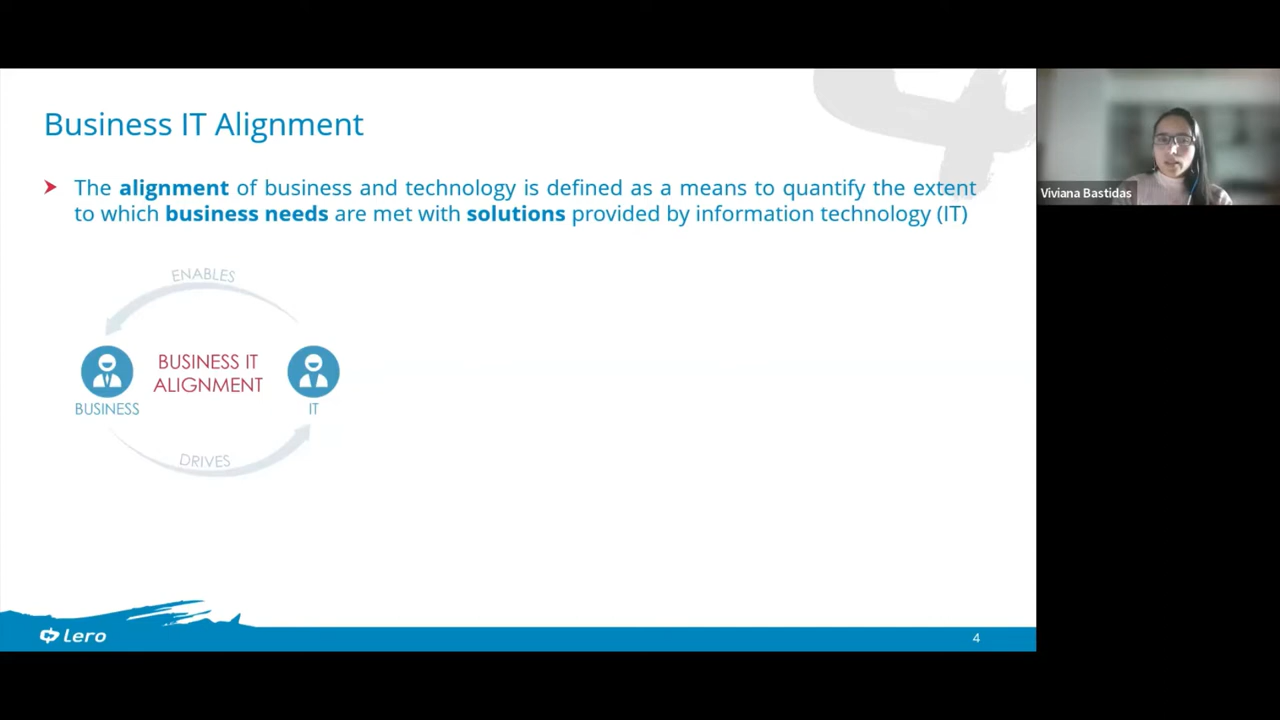 Business IT Alignment
The alignment of business and technology is defined as a means to quantify the extent
to which business needs are met with solutions provided by information technology (IT)
ENABLES
BUSINESS IT
ALIGNMENT
BUSINESS
IT
DRIVES
lero
4
Viviana Bastidas